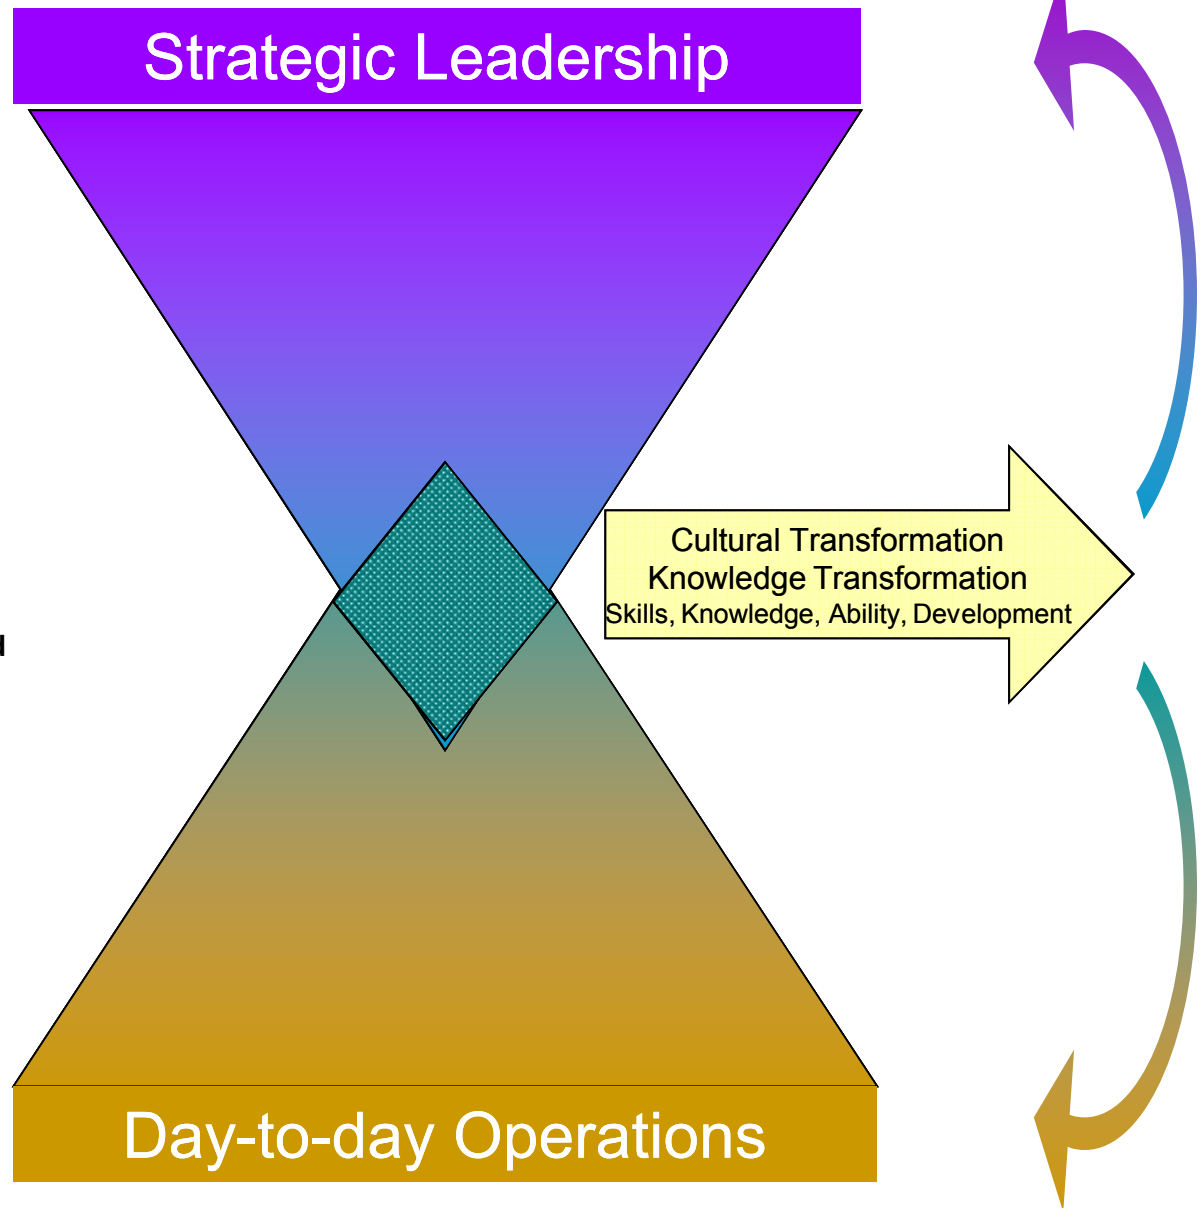 Strategic Leadership
Cultural Transformation
Knowledge Transformation
Skills, Knowledge, Ability, Development
Day-to-day Operations